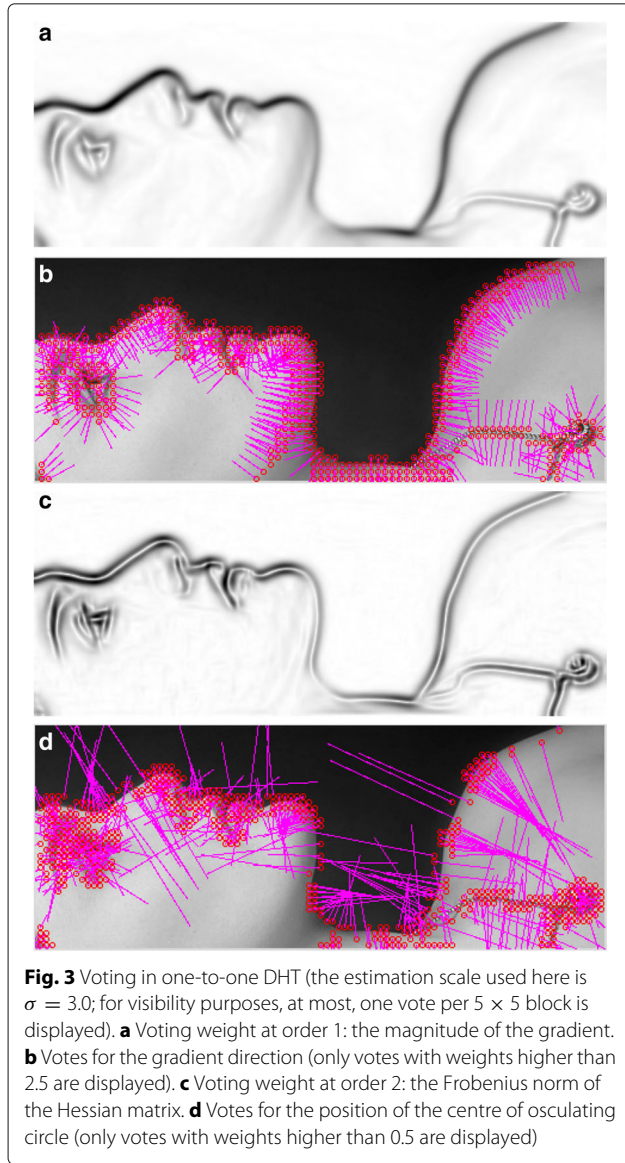 a
b
c
d
Fig. 3 Voting in one-to-one DHT (the estimation scale used here is
σ = 3.0; for visibility purposes, at most, one vote per 5 × 5 block is
displayed). a Voting weight at order 1: the magnitude of the gradient.
b Votes for the gradient direction (only votes with weights higher than
2.5 are displayed). c Voting weight at order 2: the Frobenius norm of
the Hessian matrix. d Votes for the position of the centre of osculating
circle (only votes with weights higher than 0.5 are displayed)